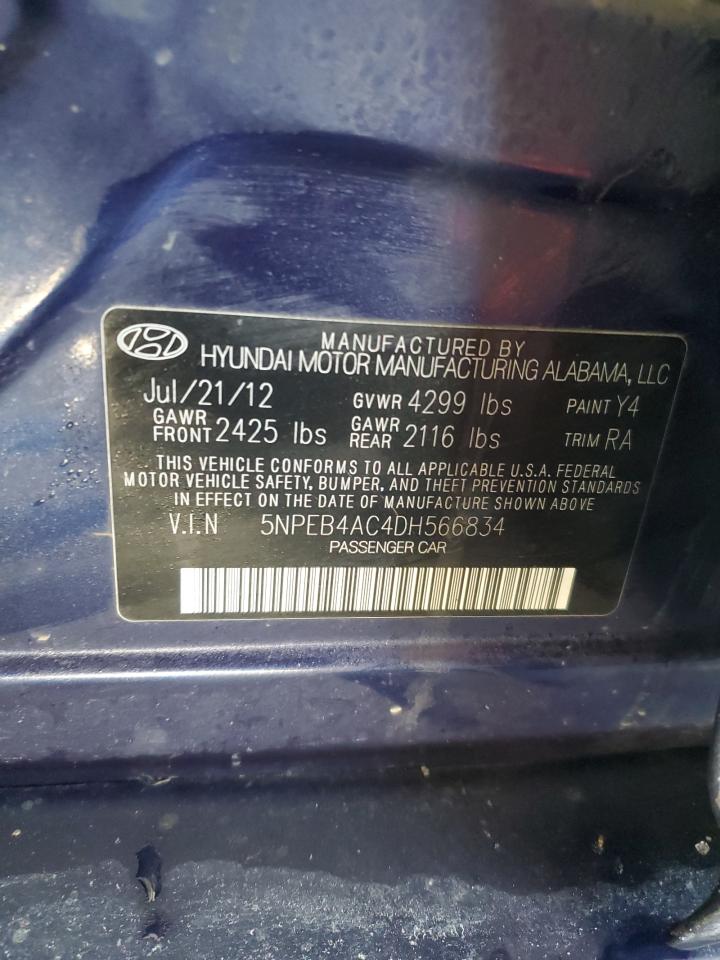 MANUFACTURED BY
HYUNDAI MOTOR MANUFACTURING ALABAMA, LLC
Jul/21/12 GVWR 4299 lbs PAINT Y4
GAWR FRONT 2425 lbs GAWR REAR 2116 lbs TRIM RA
THIS VEHICLE CONFORMS TO ALL APPLICABLE U.S.A. FEDERAL
MOTOR VEHICLE SAFETY, BUMPER, AND THEFT PREVENTION STANDARDS
IN EFFECT ON THE DATE OF MANUFACTURE SHOWN ABOVE
V.I.N 5NPEB4AC4DH566834
PASSENGER CAR